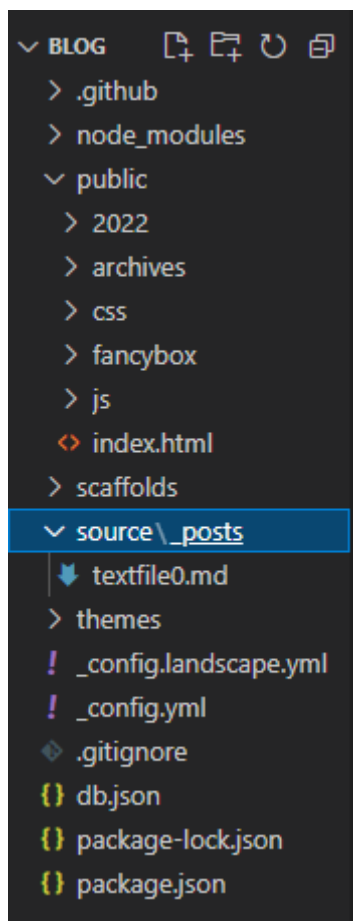 BLOG
.github
node_modules
public
2022
archives
css
fancybox
js
index.html
scaffolds
source\_posts
textfile0.md
themes
_config.landscape.yml
_config.yml
.gitignore
db.json
package-lock.json
package.json